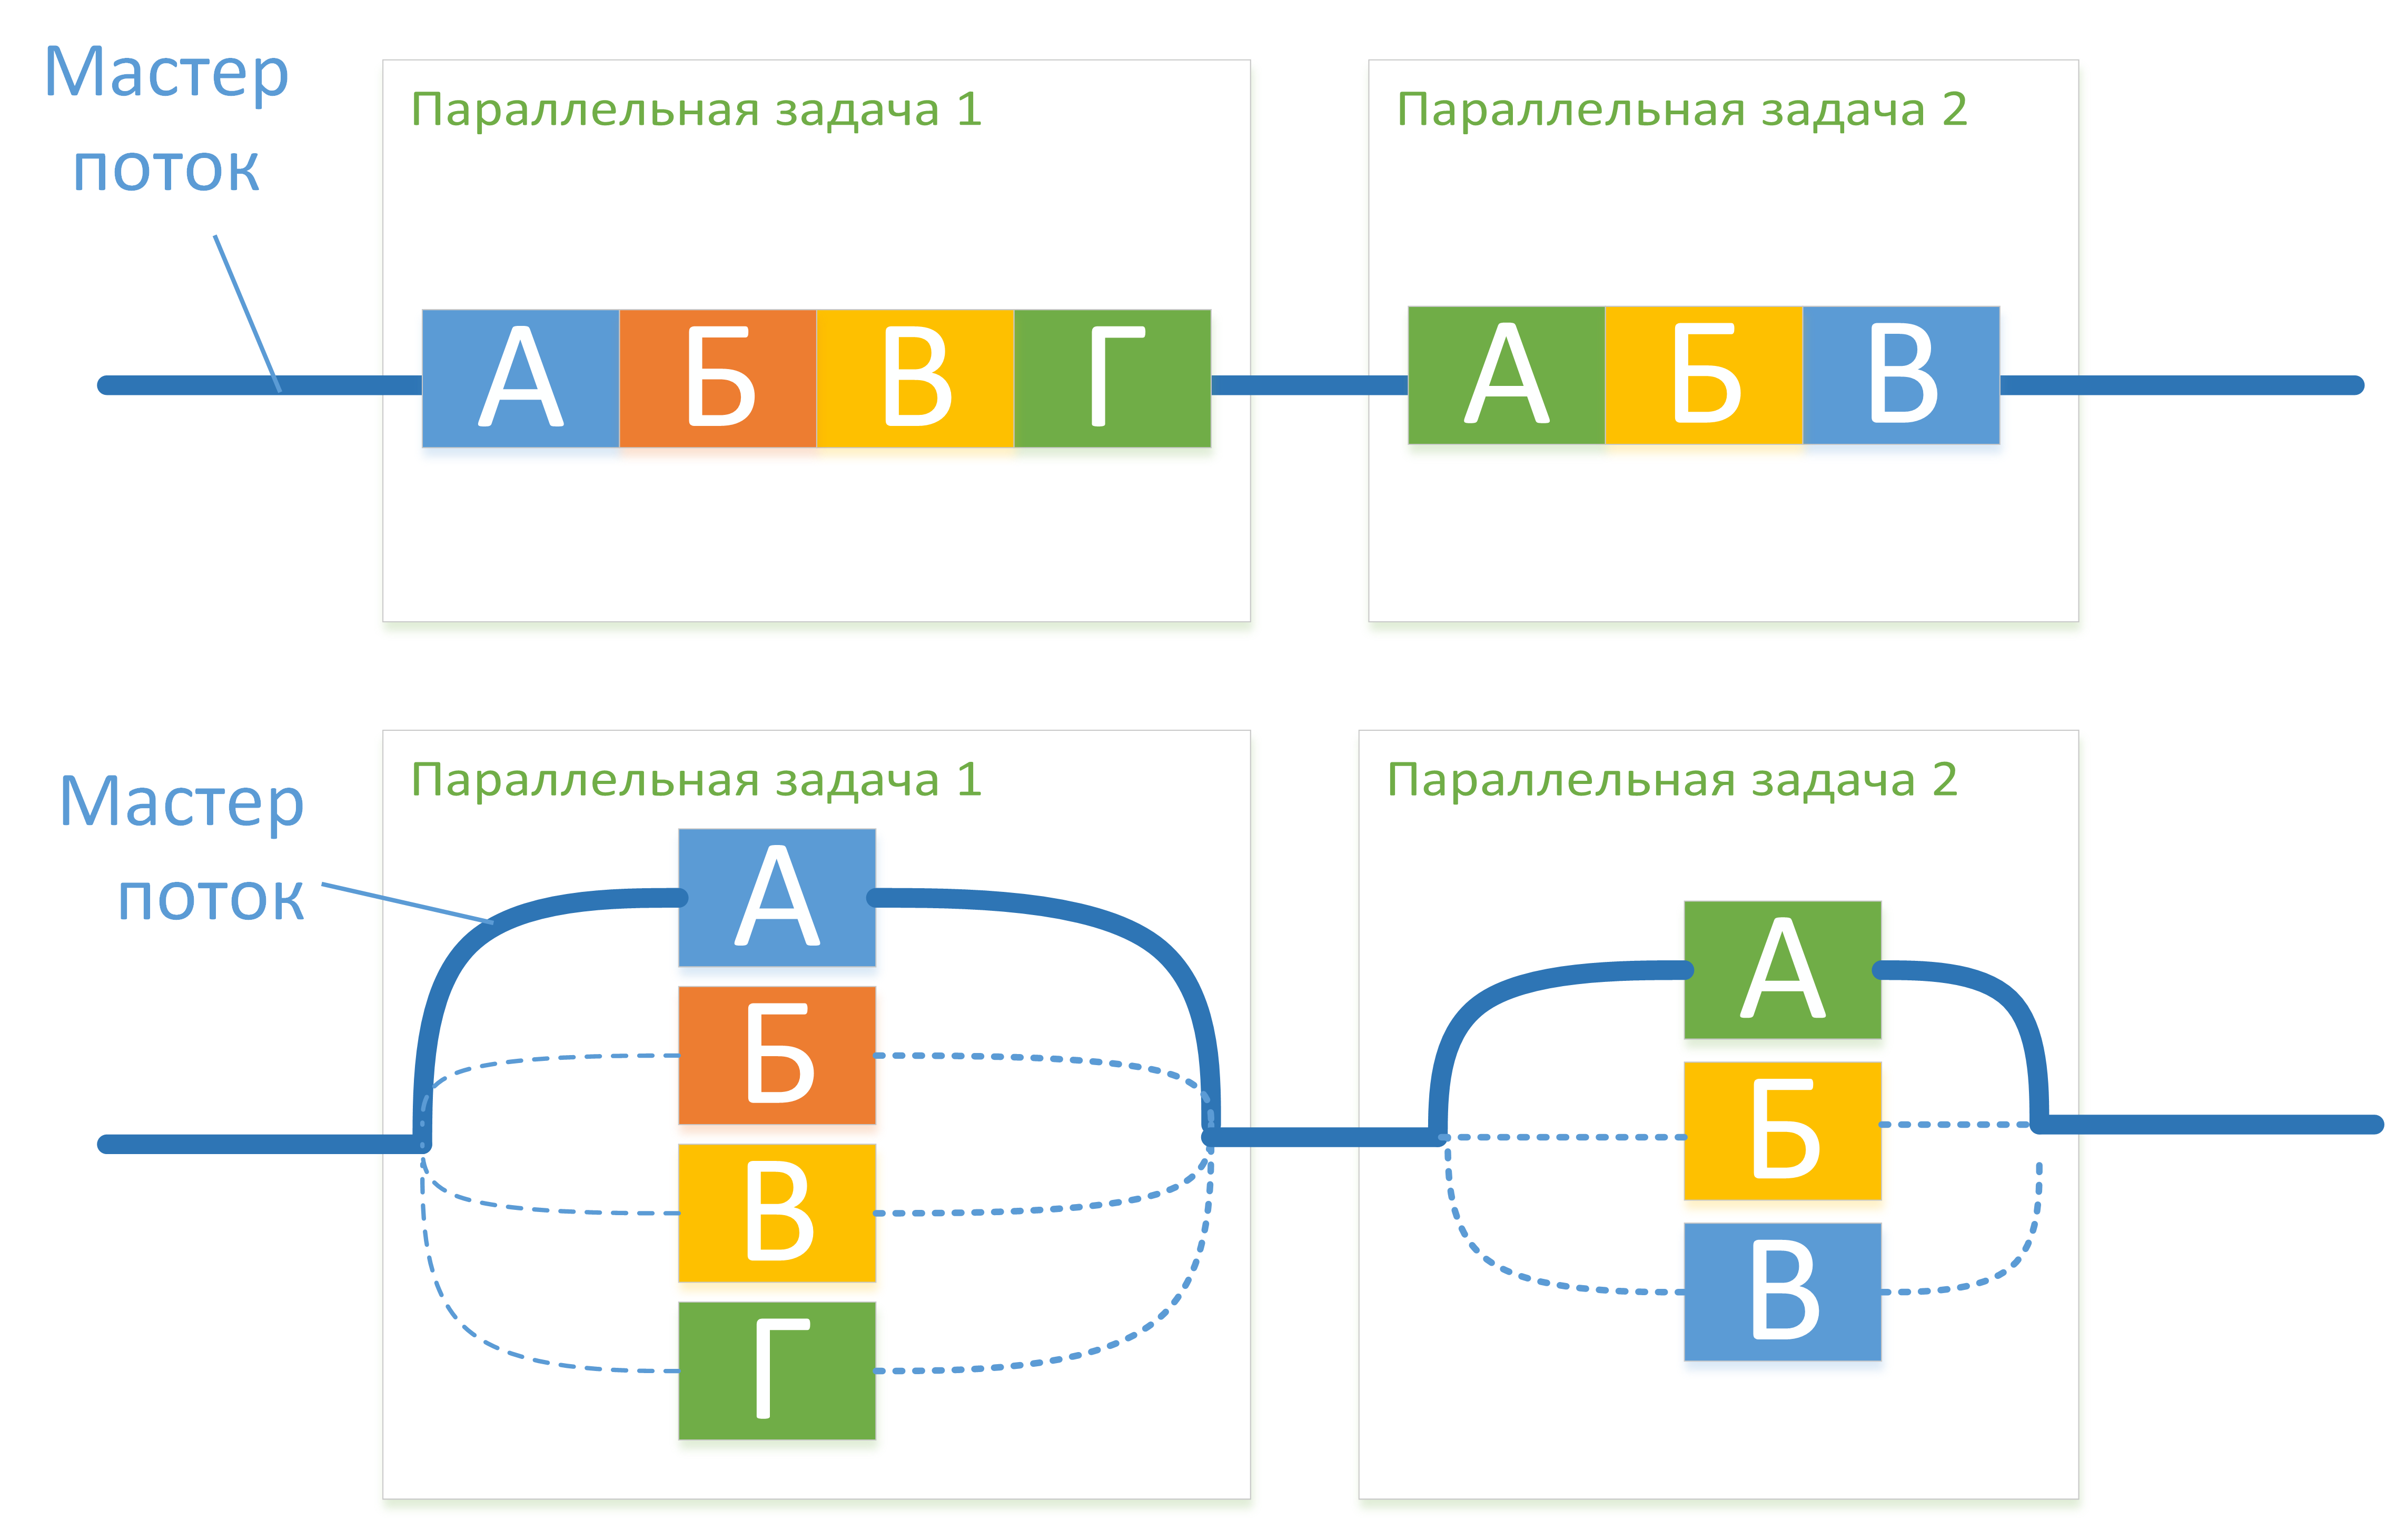 Мастер
поток
Параллельная задача 1
Параллельная задача 2
А Б В Г
А Б В
Мастер
поток
Параллельная задача 1
Параллельная задача 2
А
Б
В
Г
А
Б
В